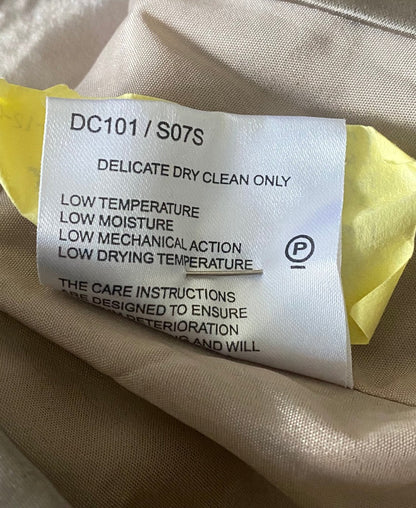 DC101 / S07S
DELICATE DRY CLEAN ONLY
LOW TEMPERATURE
LOW MOISTURE
LOW MECHANICAL ACTION
LOW DRYING TEMPERATURE
P
THE CARE INSTRUCTIONS
ARE DESIGNED TO ENSURE
DETERIORATION
AND WILL